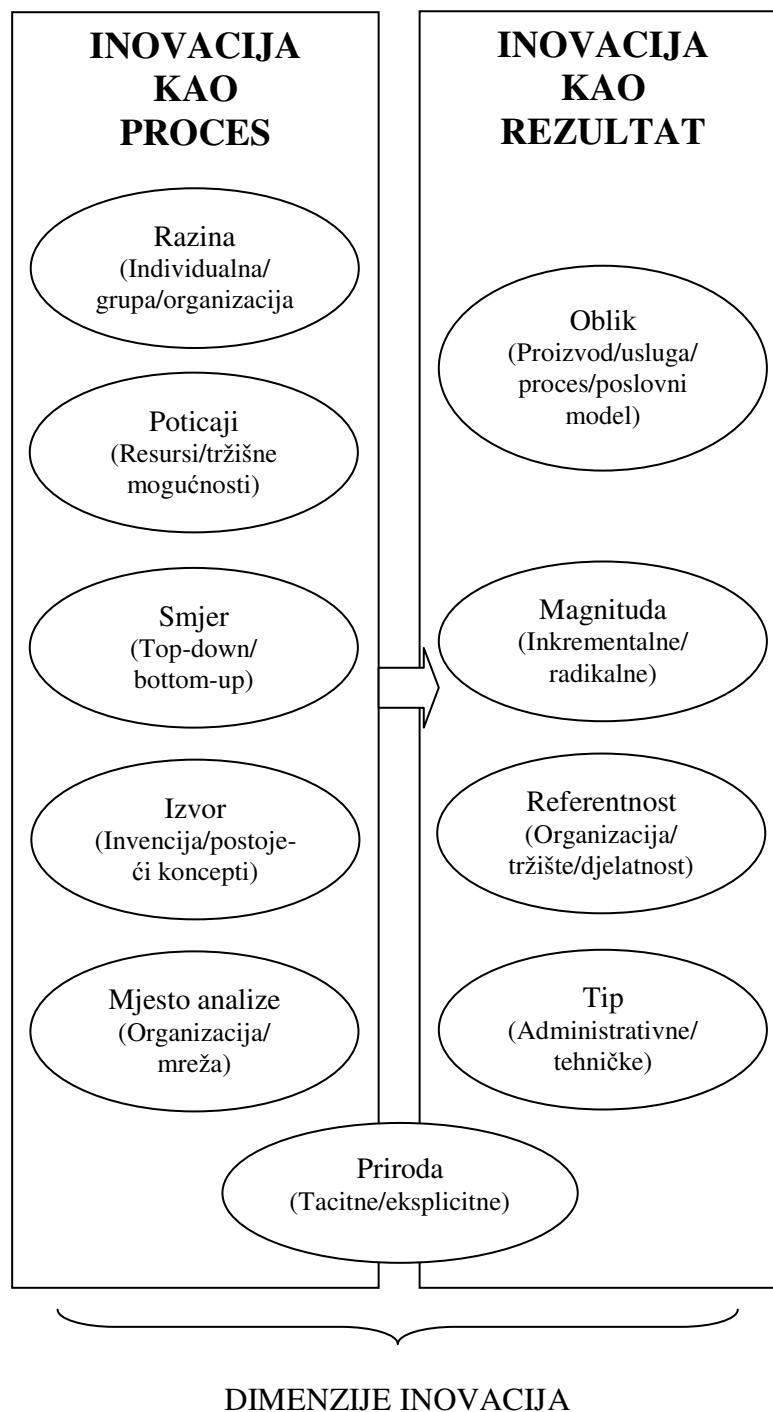 INOVACIJA
KAO
PROCES
Razina
(Individualna/
grupa/organizacija
Poticaji
(Resursi/tržišne
mogućnosti)
Smjer
(Top-down/
bottom-up)
Izvor
(Invencija/postoje-
ći koncepti)
Mjesto analize
(Organizacija/
mreža)
INOVACIJA
KAO
REZULTAT
Oblik
(Proizvod/usluga/
proces/poslovni
model)
Magnituda
(Inkrementalne/
radikalne)
Referentnost
(Organizacija/
tržište/djelatnost)
Tip
(Administrativne/
tehničke)
Priroda
(Tacitne/eksplicitne)
DIMENZIJE INOVACIJA